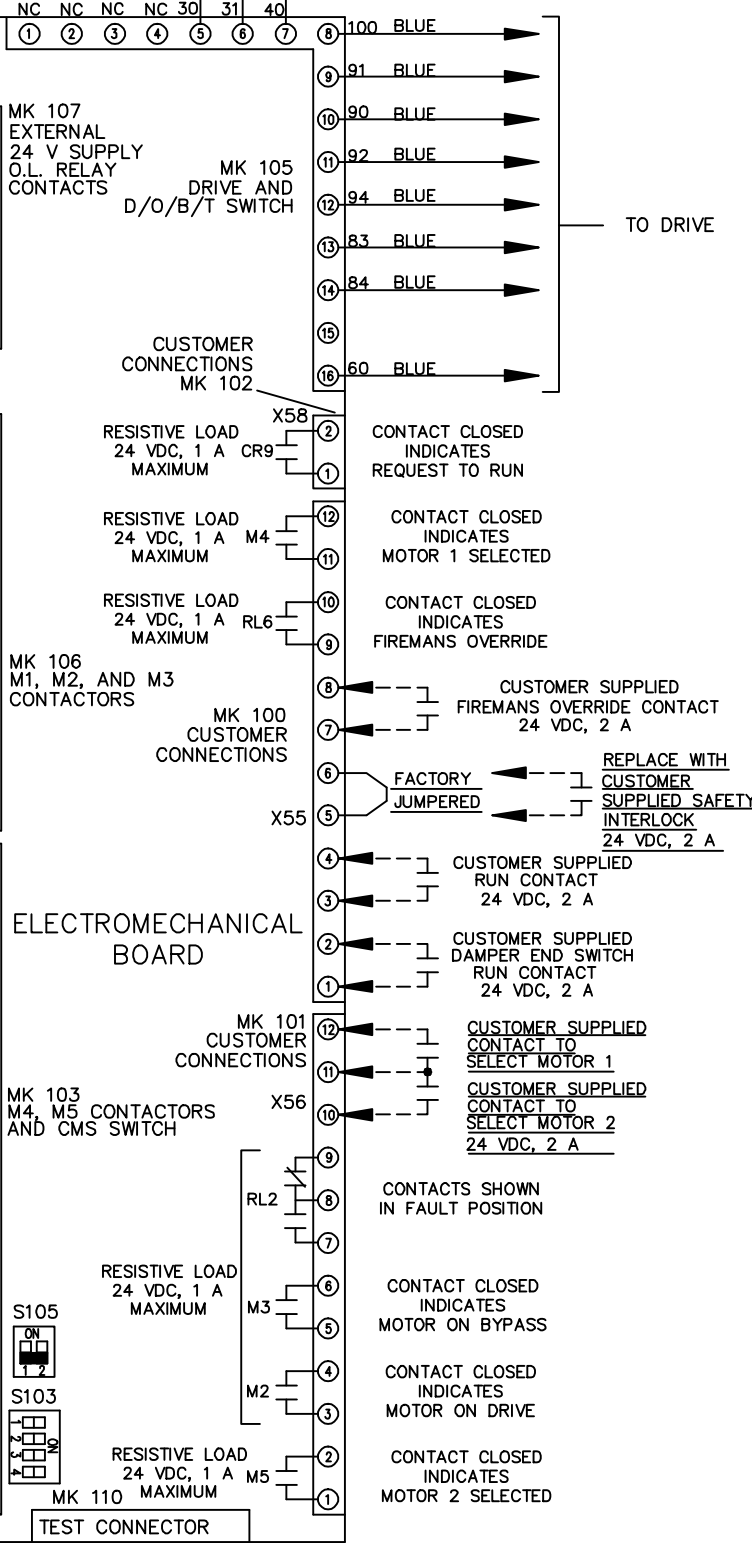 NC NC NC NC 30 31 40
1 2 3 4 5 6 7 8 100 BLUE
9 91 BLUE
10 90 BLUE
11 92 BLUE
12 94 BLUE
13 83 BLUE
14 84 BLUE
15
16 60 BLUE
TO DRIVE
MK 107
EXTERNAL
24 V SUPPLY
O.L. RELAY
CONTACTS
MK 105
DRIVE AND
D/O/B/T SWITCH
CUSTOMER
CONNECTIONS
MK 102
X58
RESISTIVE LOAD
24 VDC, 1 A
MAXIMUM
CR9
2
1
CONTACT CLOSED
INDICATES
REQUEST TO RUN
RESISTIVE LOAD
24 VDC, 1 A
MAXIMUM
M4
12
11
CONTACT CLOSED
INDICATES
MOTOR 1 SELECTED
RESISTIVE LOAD
24 VDC, 1 A
MAXIMUM
RL6
10
9
CONTACT CLOSED
INDICATES
FIREMANS OVERRIDE
MK 106
M1, M2, AND M3
CONTACTORS
MK 100
CUSTOMER
CONNECTIONS
8
7
CUSTOMER SUPPLIED
FIREMANS OVERRIDE CONTACT
24 VDC, 2 A
6
5
X55
FACTORY
JUMPERED
REPLACE WITH
CUSTOMER
SUPPLIED SAFETY
INTERLOCK
24 VDC, 2 A
4
3
CUSTOMER SUPPLIED
RUN CONTACT
24 VDC, 2 A
ELECTROMECHANICAL
BOARD
2
1
CUSTOMER SUPPLIED
DAMPER END SWITCH
RUN CONTACT
24 VDC, 2 A
MK 101
CUSTOMER
CONNECTIONS
X56
12
11
10
CUSTOMER SUPPLIED
CONTACT TO
SELECT MOTOR 1
CUSTOMER SUPPLIED
CONTACT TO
SELECT MOTOR 2
24 VDC, 2 A
MK 103
M4, M5 CONTACTORS
AND CMS SWITCH
RL2
9
8
7
CONTACTS SHOWN
IN FAULT POSITION
RESISTIVE LOAD
24 VDC, 1 A
MAXIMUM
M3
6
5
CONTACT CLOSED
INDICATES
MOTOR ON BYPASS
S105
ON
1 2
M2
4
3
CONTACT CLOSED
INDICATES
MOTOR ON DRIVE
S103
1
2
3
4
ON
RESISTIVE LOAD
24 VDC, 1 A
MAXIMUM
M5
2
1
CONTACT CLOSED
INDICATES
MOTOR 2 SELECTED
MK 110
TEST CONNECTOR